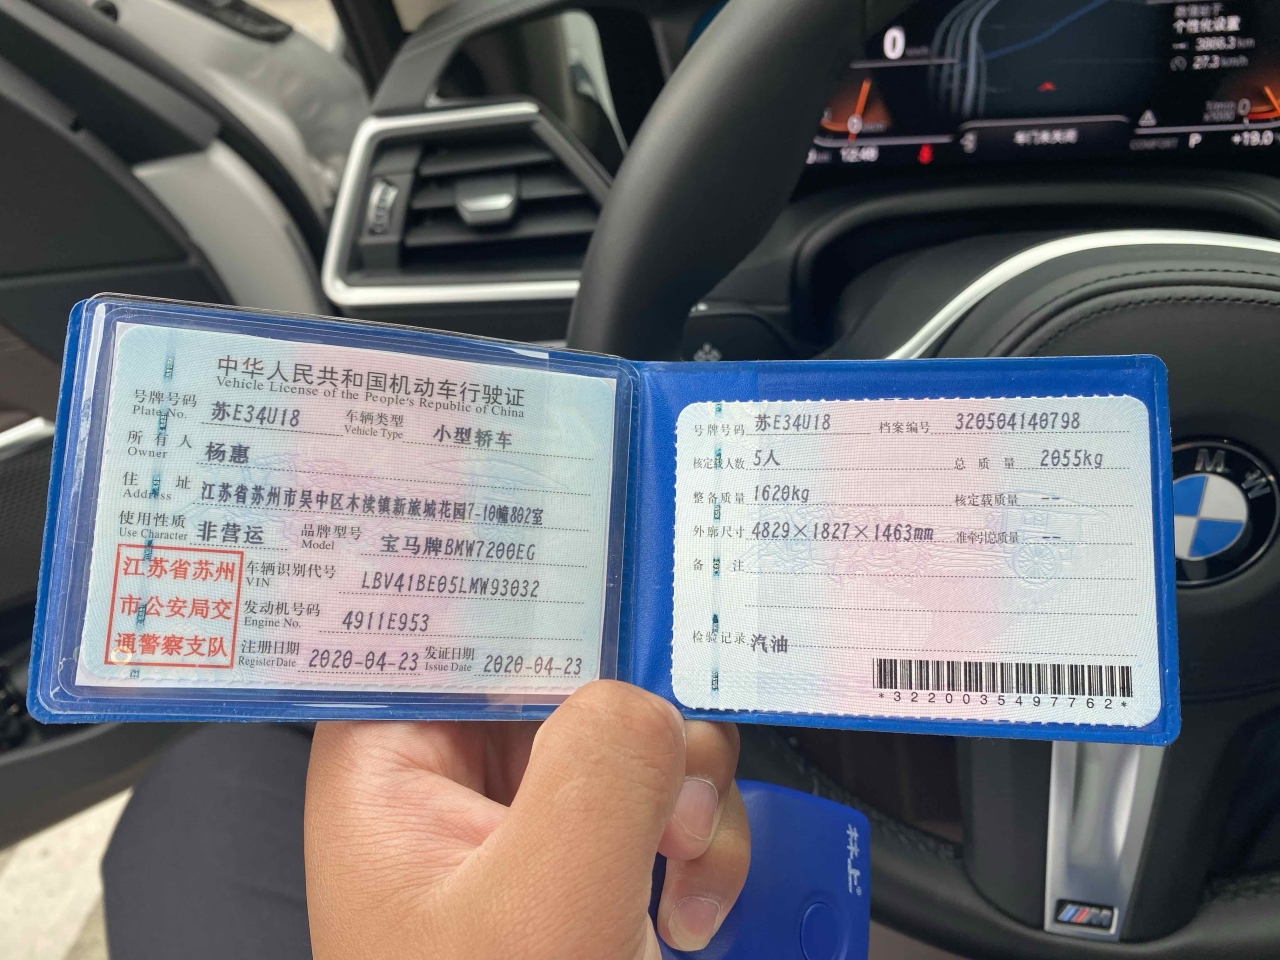 个性化设置
3868.3 km
27.3 km/h
0
0
12:48
车门未关闭
COMFORT
P
+19.0
中华人民共和国机动车行驶证
Vehicle License of the People's Republic of China
号牌号码 苏E34U18 车辆类型 小型轿车
Plate No. Vehicle Type
所有人 杨惠
Owner
住址 江苏省苏州市吴中区木渎镇新旅城花园7-10幢802室
Address
使用性质 非营运 品牌型号 宝马牌BMW7200EG
Use Character Model
江苏省苏州
市公安局交
通警察支队
车辆识别代号 LBV41BE05LMW93032
VIN
发动机号码 4911E953
Engine No.
注册日期 2020-04-23 发证日期 2020-04-23
Register Date Issue Date
号牌号码 苏E34U18 档案编号 320504140798
核定载人数 5人 总质量 2055kg
整备质量 1620kg 核定载质量 --
外廓尺寸 4829×1827×1463mm 准牵引总质量 --
备注
检验记录 汽油
*3220035497762*
BMW
M